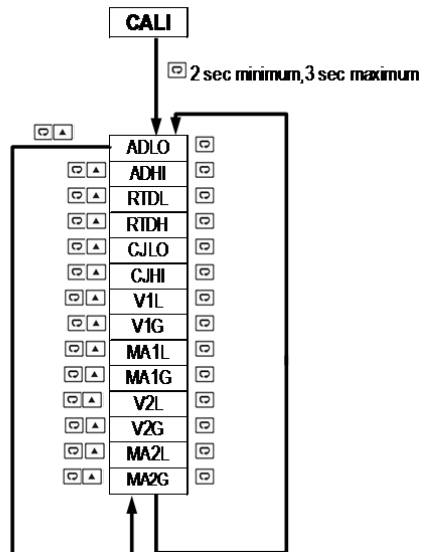 CALI
2 sec minimum,3 sec maximum
ADLO
ADHI
RTDL
RTDH
CJLO
CJHI
V1L
V1G
MA1L
MA1G
V2L
V2G
MA2L
MA2G